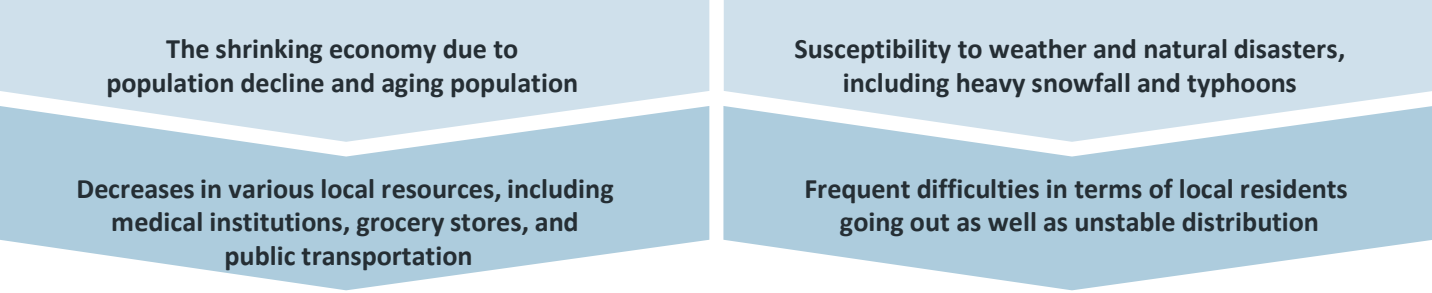 The shrinking economy due to
population decline and aging population
Decreases in various local resources, including
medical institutions, grocery stores, and
public transportation
Susceptibility to weather and natural disasters,
including heavy snowfall and typhoons
Frequent difficulties in terms of local residents
going out as well as unstable distribution